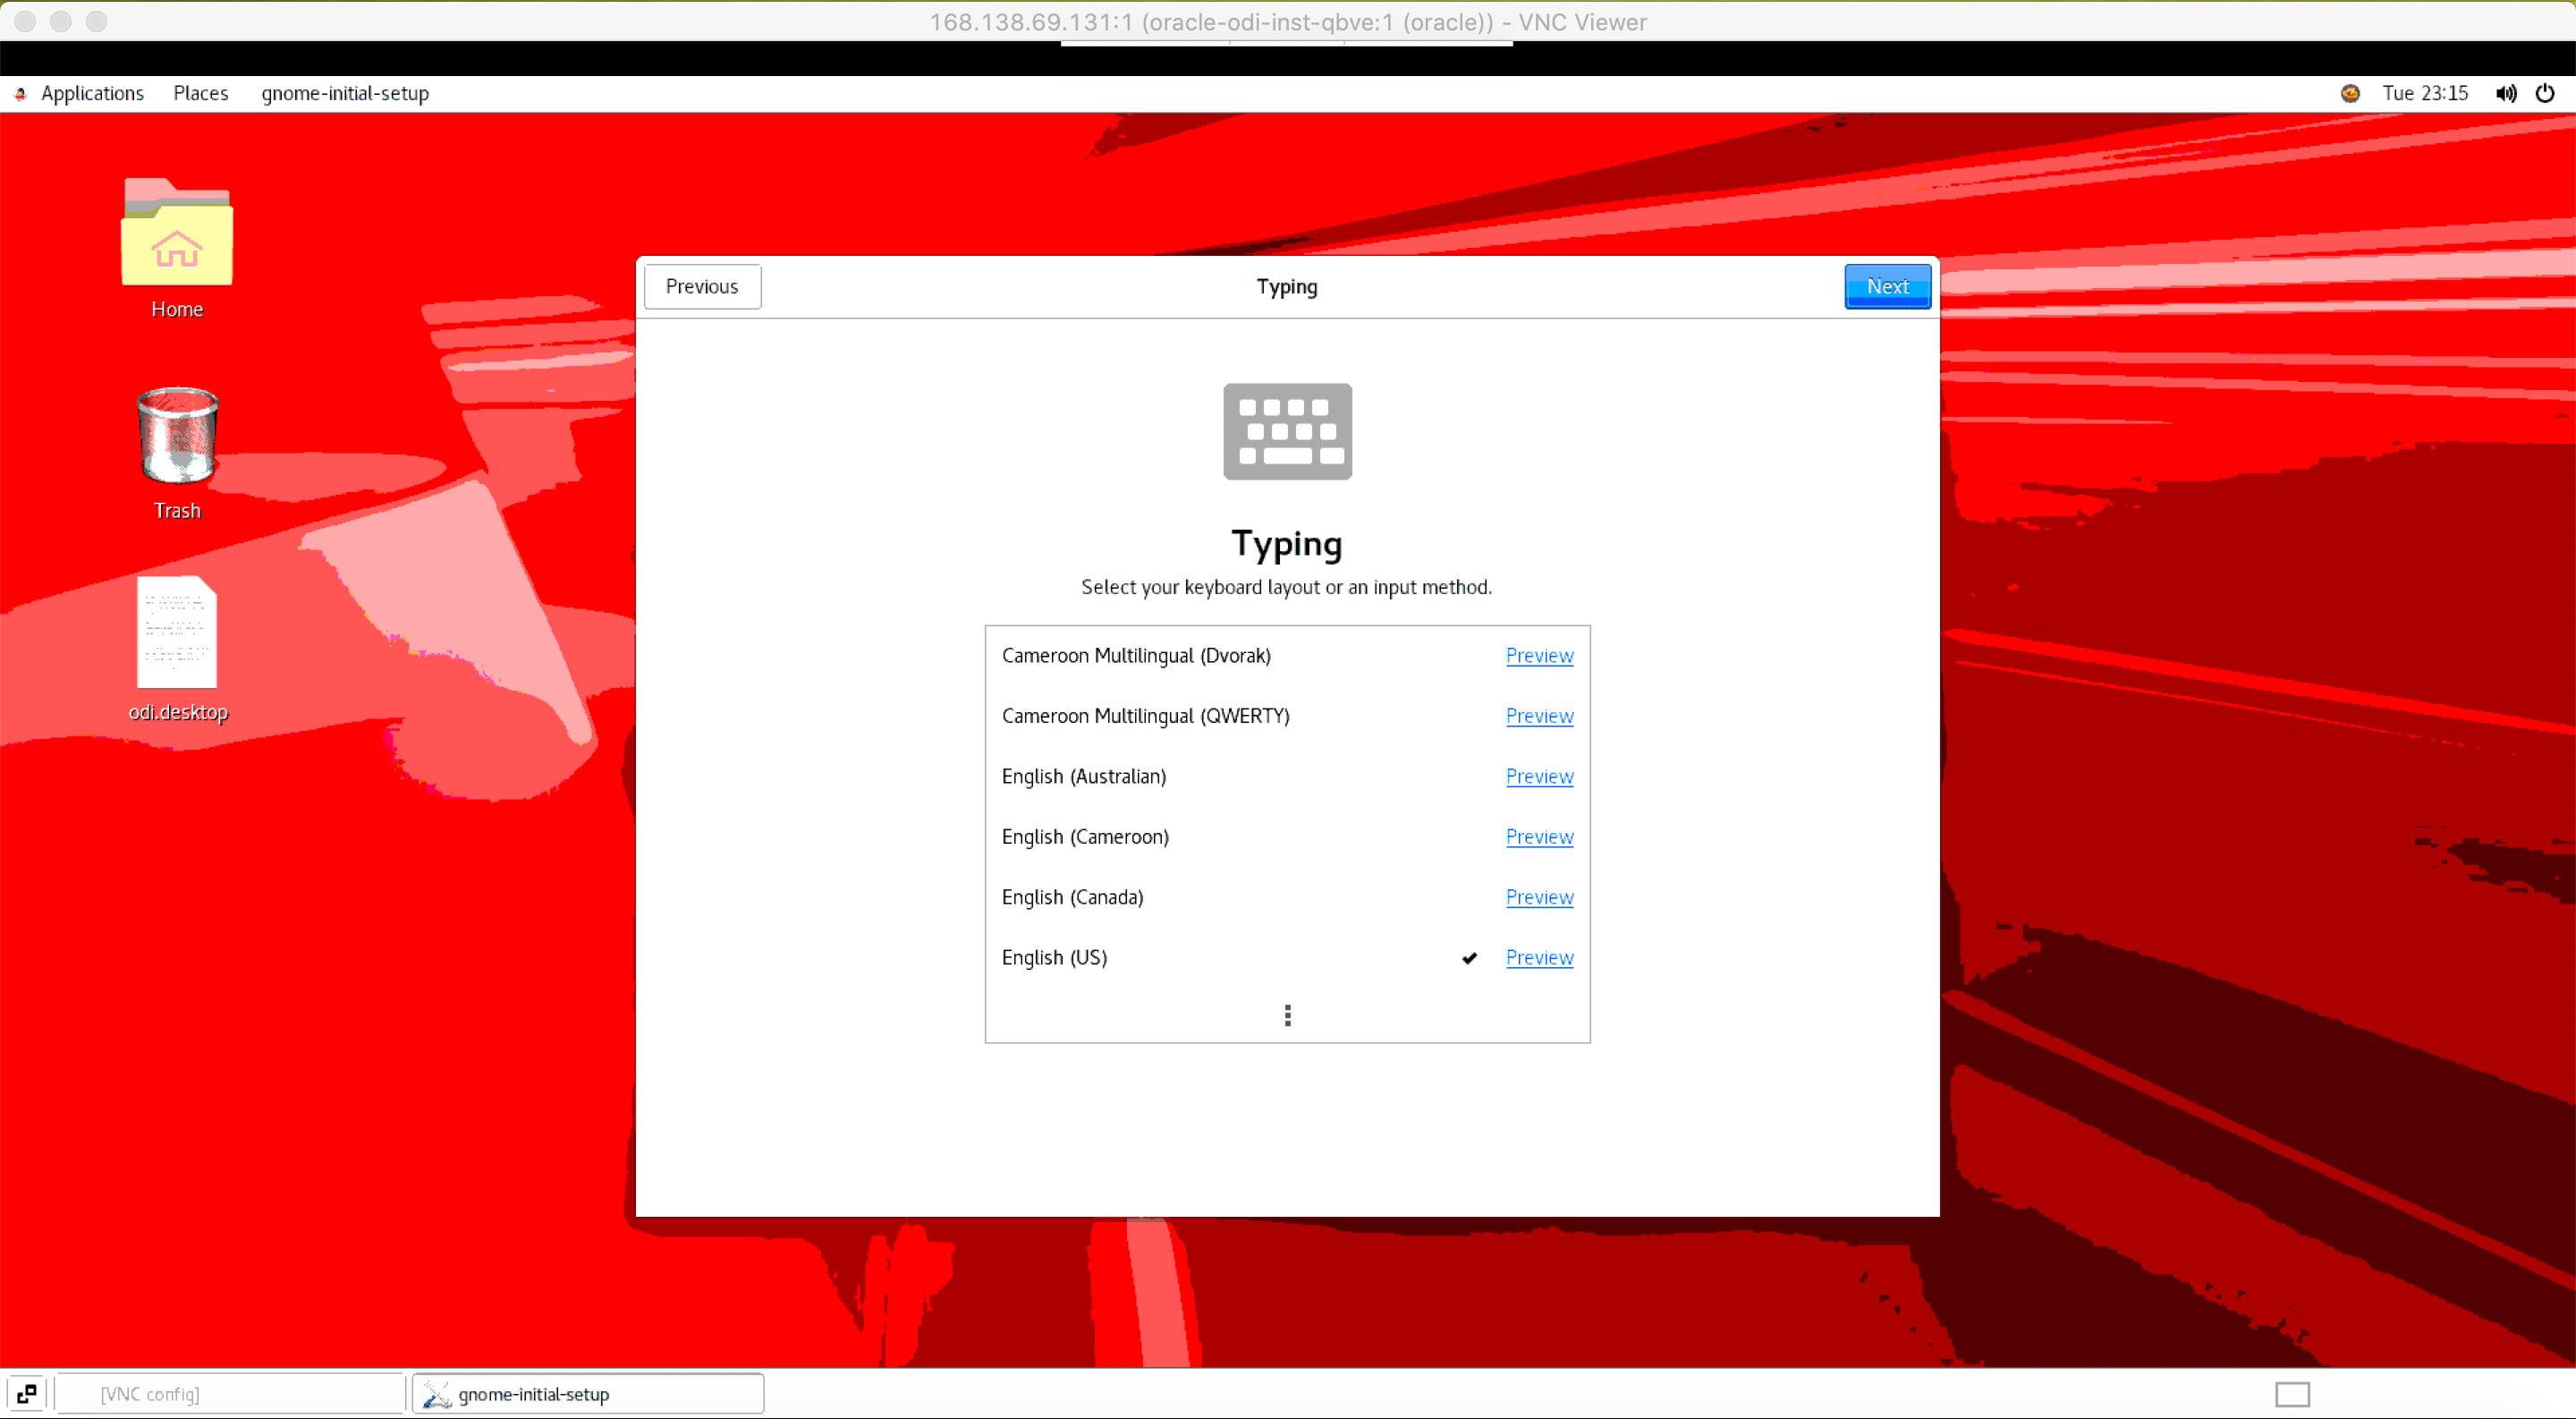 168.138.69.131:1 (oracle-odi-inst-qbve:1 (oracle)) - VNC Viewer
Applications Places gnome-initial-setup Tue 23:15
Home
Trash
odi.desktop
Previous Typing Next
Typing
Select your keyboard layout or an input method.
Cameroon Multilingual (Dvorak) Preview
Cameroon Multilingual (QWERTY) Preview
English (Australian) Preview
English (Cameroon) Preview
English (Canada) Preview
English (US) Preview
[VNC config] gnome-initial-setup